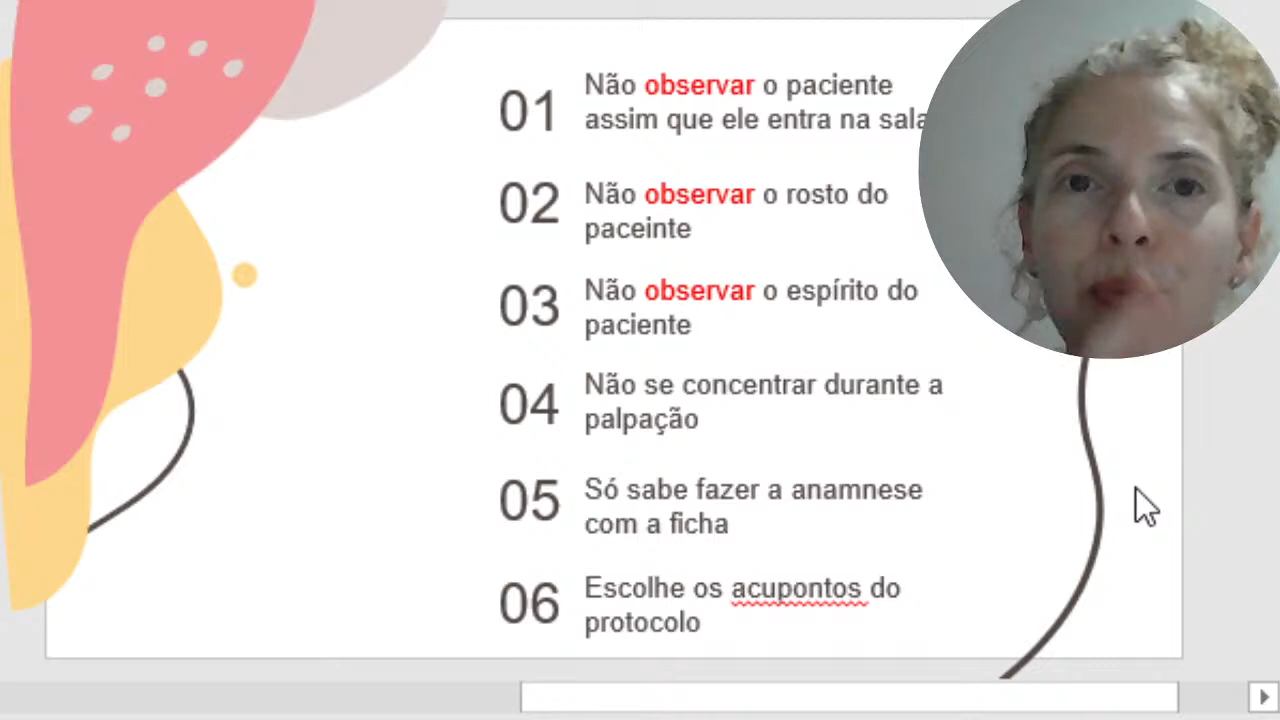 01
Não observar o paciente
assim que ele entra na sala
02
Não observar o rosto do
paceinte
03
Não observar o espírito do
paciente
04
Não se concentrar durante a
palpação
05
Só sabe fazer a anamnese
com a ficha
06
Escolhe os acupontos do
protocolo